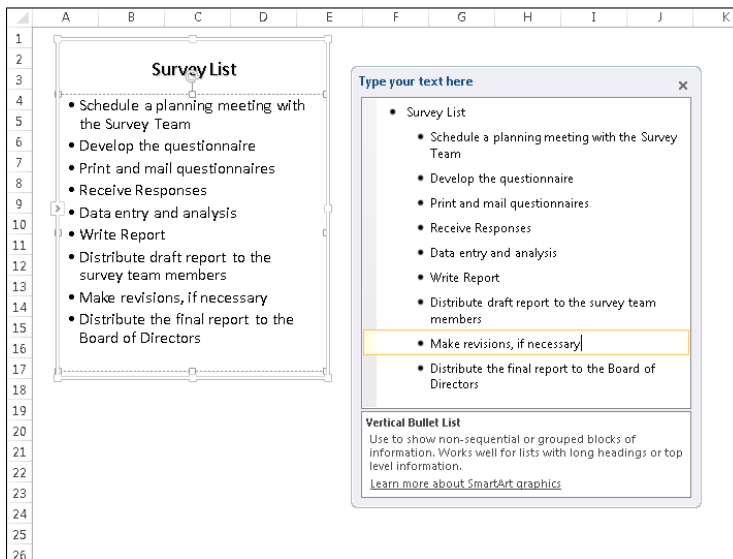 A B C D E F G H I J K
1
2
3
4
5
6
7
8
9
10
11
12
13
14
15
16
17
18
19
20
21
22
23
24
25
26
Survey List
• Schedule a planning meeting with
the Survey Team
• Develop the questionnaire
• Print and mail questionnaires
• Receive Responses
• Data entry and analysis
• Write Report
• Distribute draft report to the
survey team members
• Make revisions, if necessary
• Distribute the final report to the
Board of Directors
Type your text here
• Survey List
• Schedule a planning meeting with the Survey
Team
• Develop the questionnaire
• Print and mail questionnaires
• Receive Responses
• Data entry and analysis
• Write Report
• Distribute draft report to the survey team
members
• Make revisions, if necessary
• Distribute the final report to the Board of
Directors
Vertical Bullet List
Use to show non-sequential or grouped blocks of
information. Works well for lists with long headings or top
level information.
Learn more about SmartArt graphics